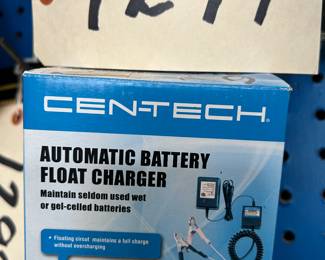 CEN-TECH®
AUTOMATIC BATTERY
FLOAT CHARGER
Maintain seldom used wet
or gel-celled batteries
• Floating circut maintains a full charge
without overcharging